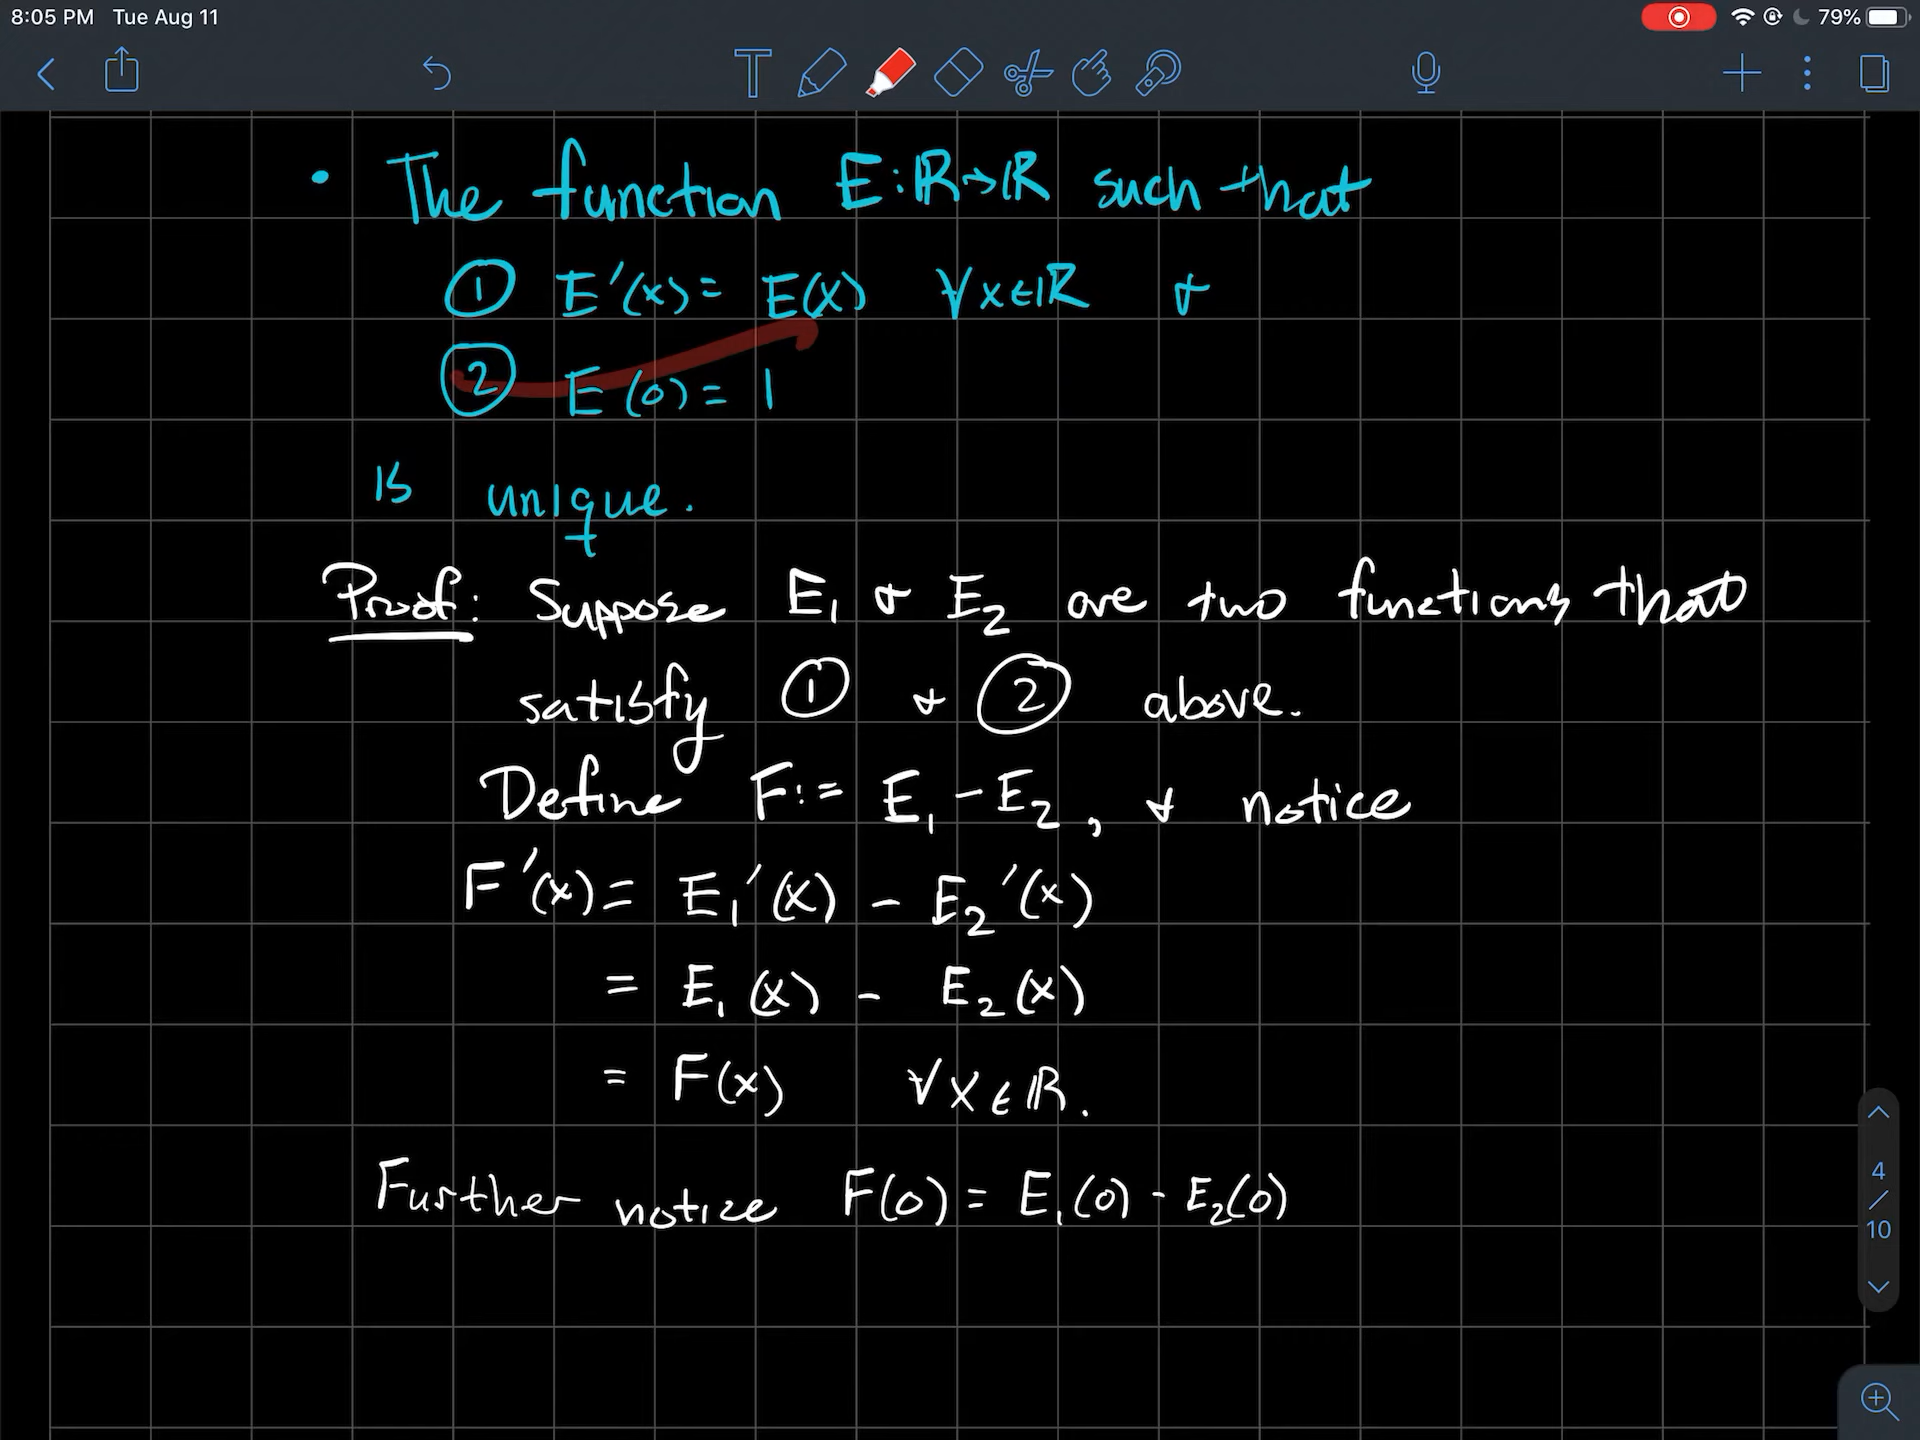 8:05 PM Tue Aug 11
79%
T
• The function E:ℝ→ℝ such that
① E'(x) = E(x) ∀x∈ℝ &
② E(0) = 1
is unique.
Proof: Suppose E₁ & E₂ are two functions that
satisfy ① & ② above.
Define F := E₁ - E₂, & notice
F'(x) = E₁'(x) - E₂'(x)
= E₁(x) - E₂(x)
= F(x) ∀x∈ℝ.
Further notice F(0) = E₁(0) - E₂(0)
4
/
10